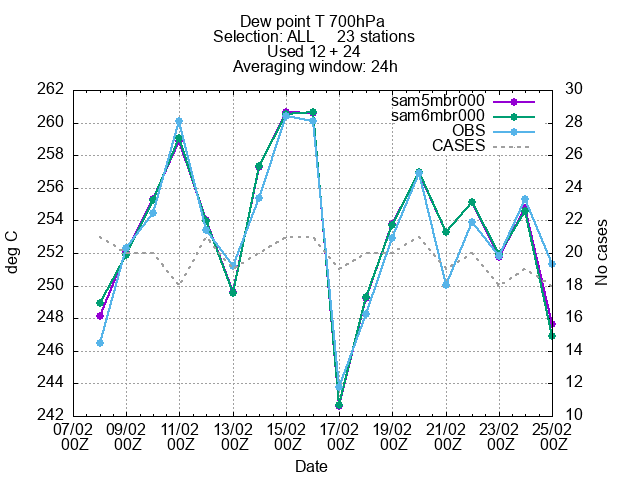 Dew point T 700hPa
Selection: ALL 23 stations
Used 12 + 24
Averaging window: 24h
262 30
260 28
258 26
256 24
254 22
252 20
250 18
248 16
246 14
244 12
242 10
sam5mbr000
sam6mbr000
OBS
CASES
deg C
No cases
07/02 09/02 11/02 13/02 15/02 17/02 19/02 21/02 23/02 25/02
00Z 00Z 00Z 00Z 00Z 00Z 00Z 00Z 00Z 00Z
Date